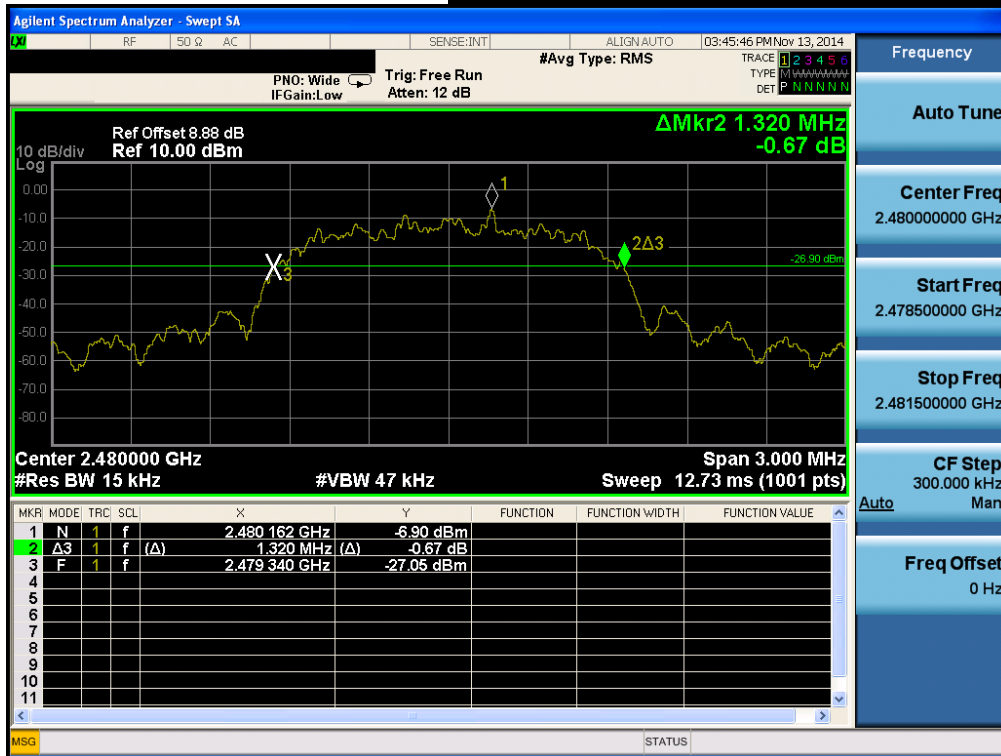 Agilent Spectrum Analyzer - Swept SA
LXI RF 50 Ω AC SENSE:INT ALIGN AUTO 03:45:46 PM Nov 13, 2014
#Avg Type: RMS
TRACE 1 2 3 4 5 6
TYPE M WWWWW
DET P N N N N N
PNO: Wide Trig: Free Run
IFGain:Low Atten: 12 dB
ΔMkr2 1.320 MHz
-0.67 dB
Ref Offset 8.88 dB
10 dB/div Ref 10.00 dBm
Log
1
0.00
-10.0
-20.0
2Δ3
-26.90 dBm
3
-30.0
-40.0
-50.0
-60.0
-70.0
-80.0
Center 2.480000 GHz Span 3.000 MHz
#Res BW 15 kHz #VBW 47 kHz Sweep 12.73 ms (1001 pts)
MKR MODE TRC SCL X Y FUNCTION FUNCTION WIDTH FUNCTION VALUE
1 N 1 f 2.480 162 GHz -6.90 dBm
2 Δ3 1 f (Δ) 1.320 MHz (Δ) -0.67 dB
3 F 1 f 2.479 340 GHz -27.05 dBm
4
5
6
7
8
9
10
11
MSG STATUS
Frequency
Auto Tune
Center Freq
2.480000000 GHz
Start Freq
2.478500000 GHz
Stop Freq
2.481500000 GHz
CF Step
300.000 kHz
Auto Man
Freq Offset
0 Hz